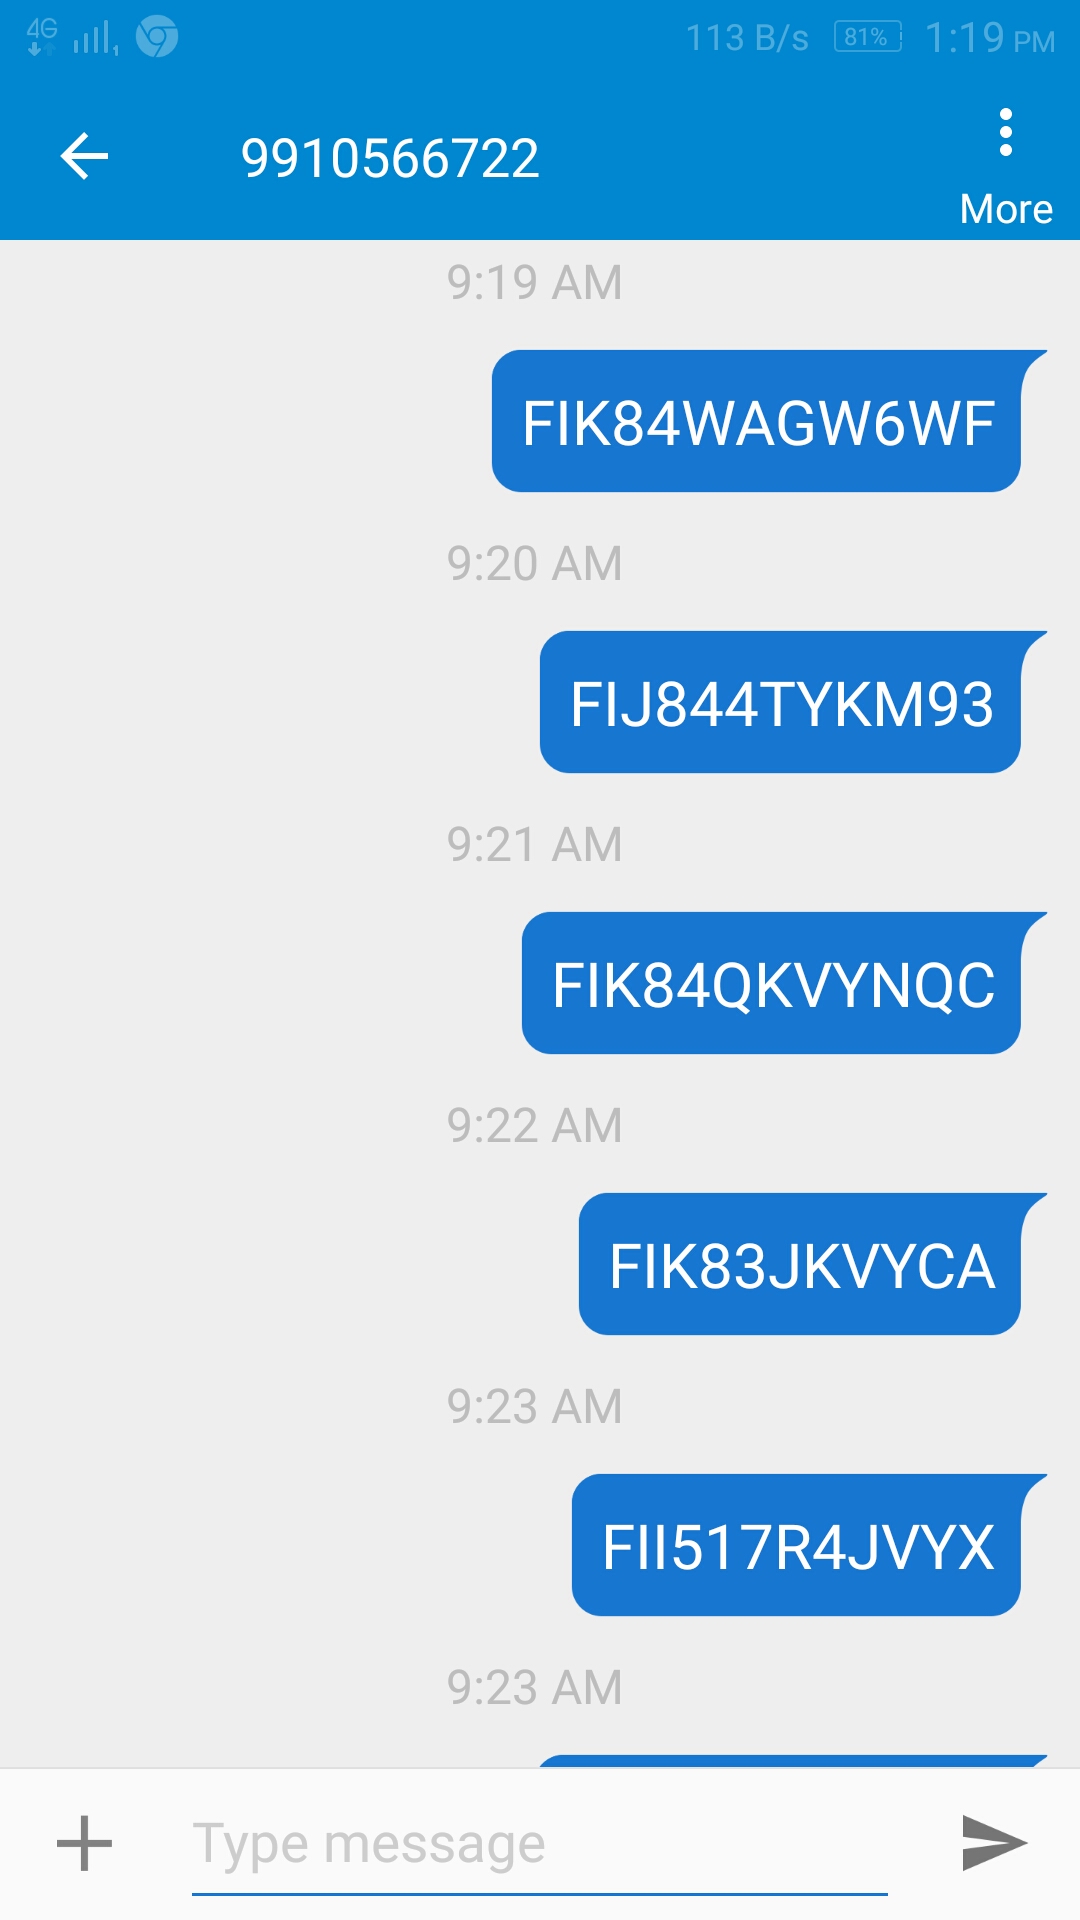 4G 1 113 B/s 81% 1:19 PM
9910566722
More
9:19 AM
FIK84WAGW6WF
9:20 AM
FIJ844TYKM93
9:21 AM
FIK84QKVYNQC
9:22 AM
FIK83JKVYCA
9:23 AM
FII517R4JVYX
9:23 AM
Type message